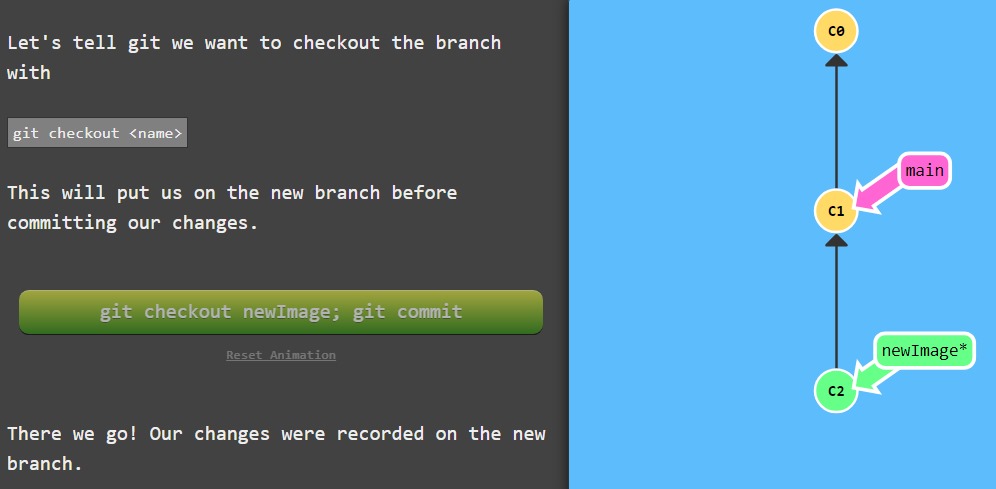 Let's tell git we want to checkout the branch
with
git checkout <name>
This will put us on the new branch before
committing our changes.
git checkout newImage; git commit
Reset Animation
There we go! Our changes were recorded on the new
branch.
C0
main
C1
newImage*
C2